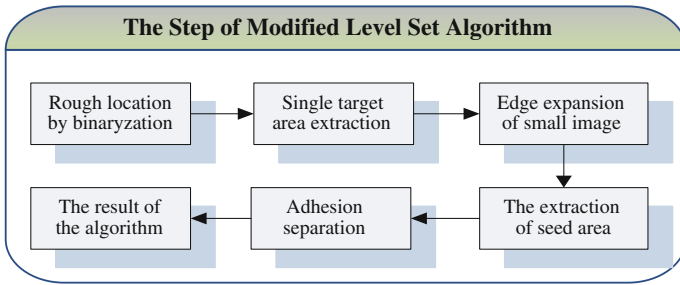 The Step of Modified Level Set Algorithm
Rough location
by binaryzation
Single target
area extraction
Edge expansion
of small image
The extraction
of seed area
Adhesion
separation
The result of
the algorithm